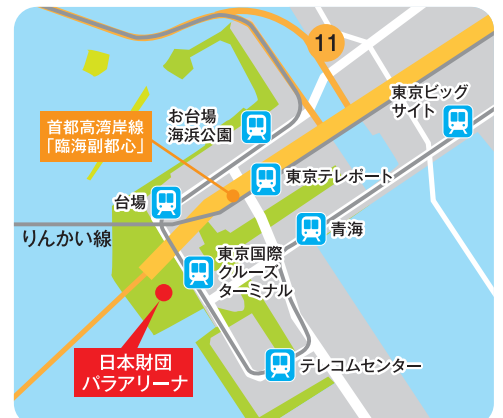 11
東京ビッグ
サイト
お台場
海浜公園
首都高湾岸線
「臨海副都心」
東京テレポート
台場
りんかい線
青海
東京国際
クルーズ
ターミナル
日本財団
パラアリーナ
テレコムセンター